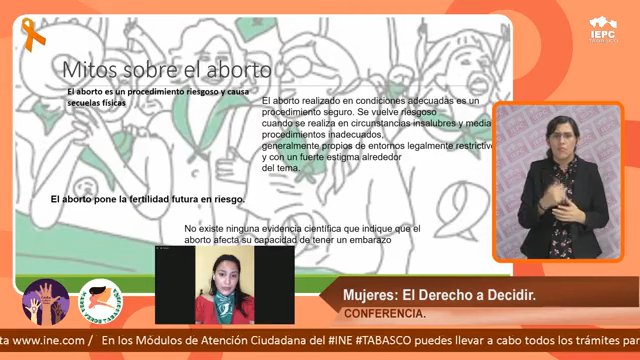 IEPC
TABASCO
Mitos sobre el aborto
El aborto es un procedimiento riesgoso y causa
secuelas físicas
El aborto realizado en condiciones adecuadas es un
procedimiento seguro. Se vuelve riesgoso
cuando se realiza en circunstancias insalubres y media
procedimientos inadecuados,
generalmente propios de entornos legalmente restrictiv
y con un fuerte estigma alrededor
del tema.
El aborto pone la fertilidad futura en riesgo.
No existe ninguna evidencia científica que indique que el
aborto afecta su capacidad de tener un embarazo
Mujeres: El Derecho a Decidir.
CONFERENCIA.
ta www.ine.com / En los Módulos de Atención Ciudadana del #INE #TABASCO puedes llevar a cabo todos los trámites par